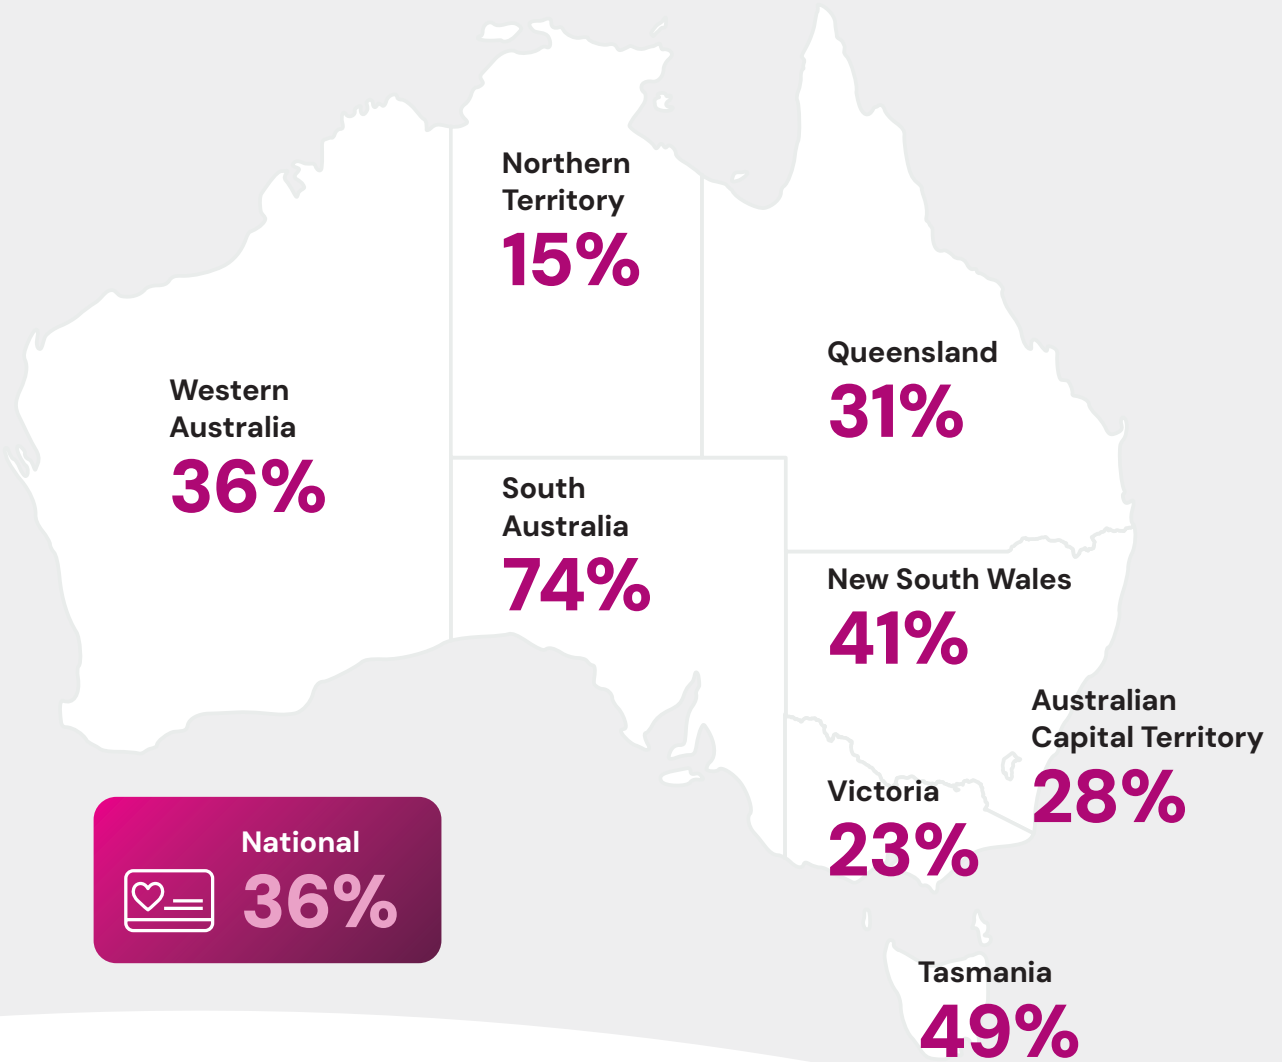 Northern
Territory
15%
Queensland
31%
Western
Australia
36%
South
Australia
74%
New South Wales
41%
Australian
Capital Territory
28%
Victoria
23%
National
36%
Tasmania
49%